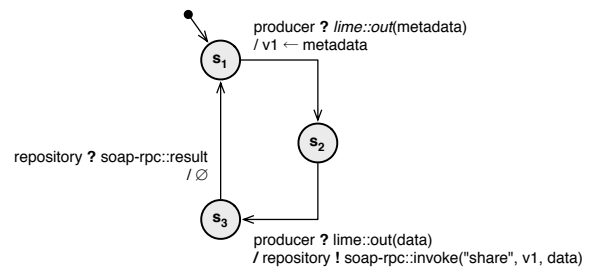 producer ? lime::out(metadata)
/ v1 ← metadata
s1
s2
repository ? soap-rpc::result
/ ∅
s3
producer ? lime::out(data)
/ repository ! soap-rpc::invoke("share", v1, data)